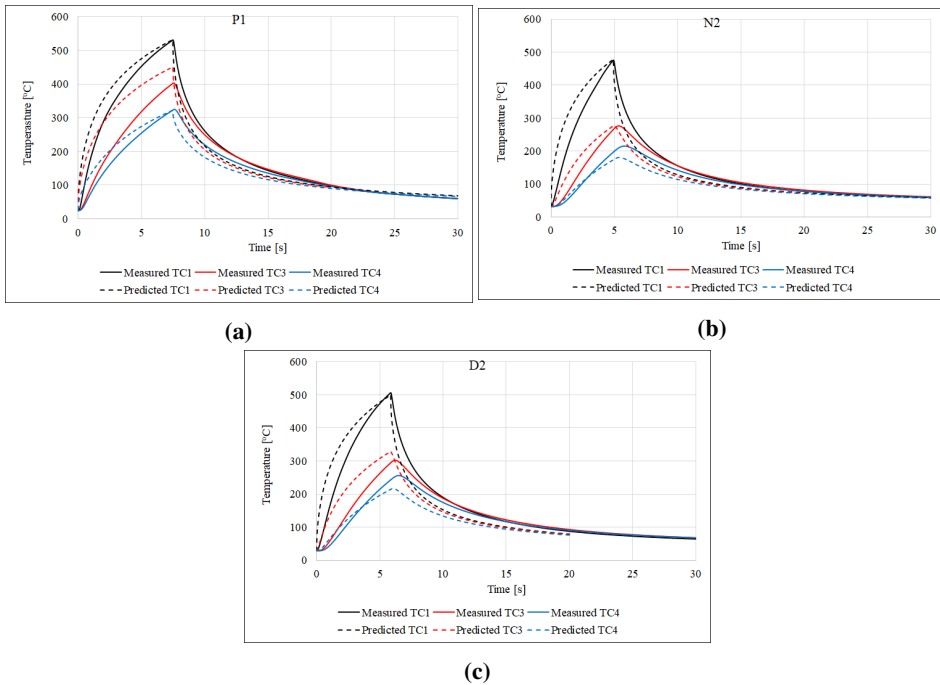 P1
600
500
400
300
200
100
0
Temperasture [°C]
0 5 10 15 20 25 30
Time [s]
Measured TC1 Measured TC3 Measured TC4
Predicted TC1 Predicted TC3 Predicted TC4
(a)
N2
600
500
400
300
200
100
0
Temperature [°C]
0 5 10 15 20 25 30
Time [s]
Measured TC1 Measured TC3 Measured TC4
Predicted TC1 Predicted TC3 Predicted TC4
(b)
D2
600
500
400
300
200
100
0
Temperature [°C]
0 5 10 15 20 25 30
Time [s]
Measured TC1 Measured TC3 Measured TC4
Predicted TC1 Predicted TC3 Predicted TC4
(c)